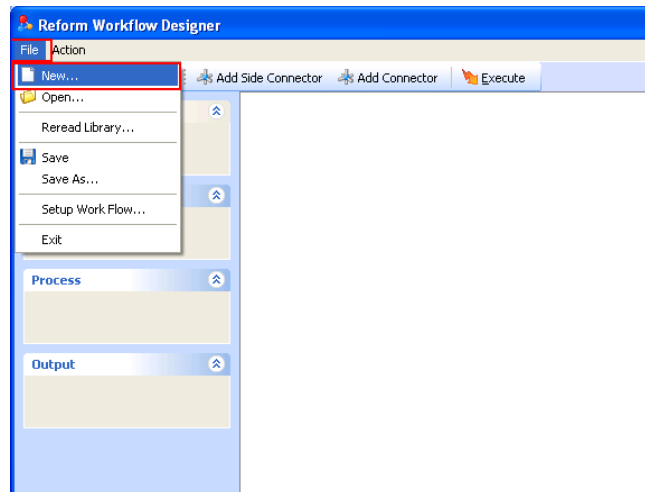 Reform Workflow Designer
File Action
New...
Add Side Connector Add Connector Execute
Open...
Reread Library...
Save
Save As...
Setup Work Flow...
Exit
Process
Output